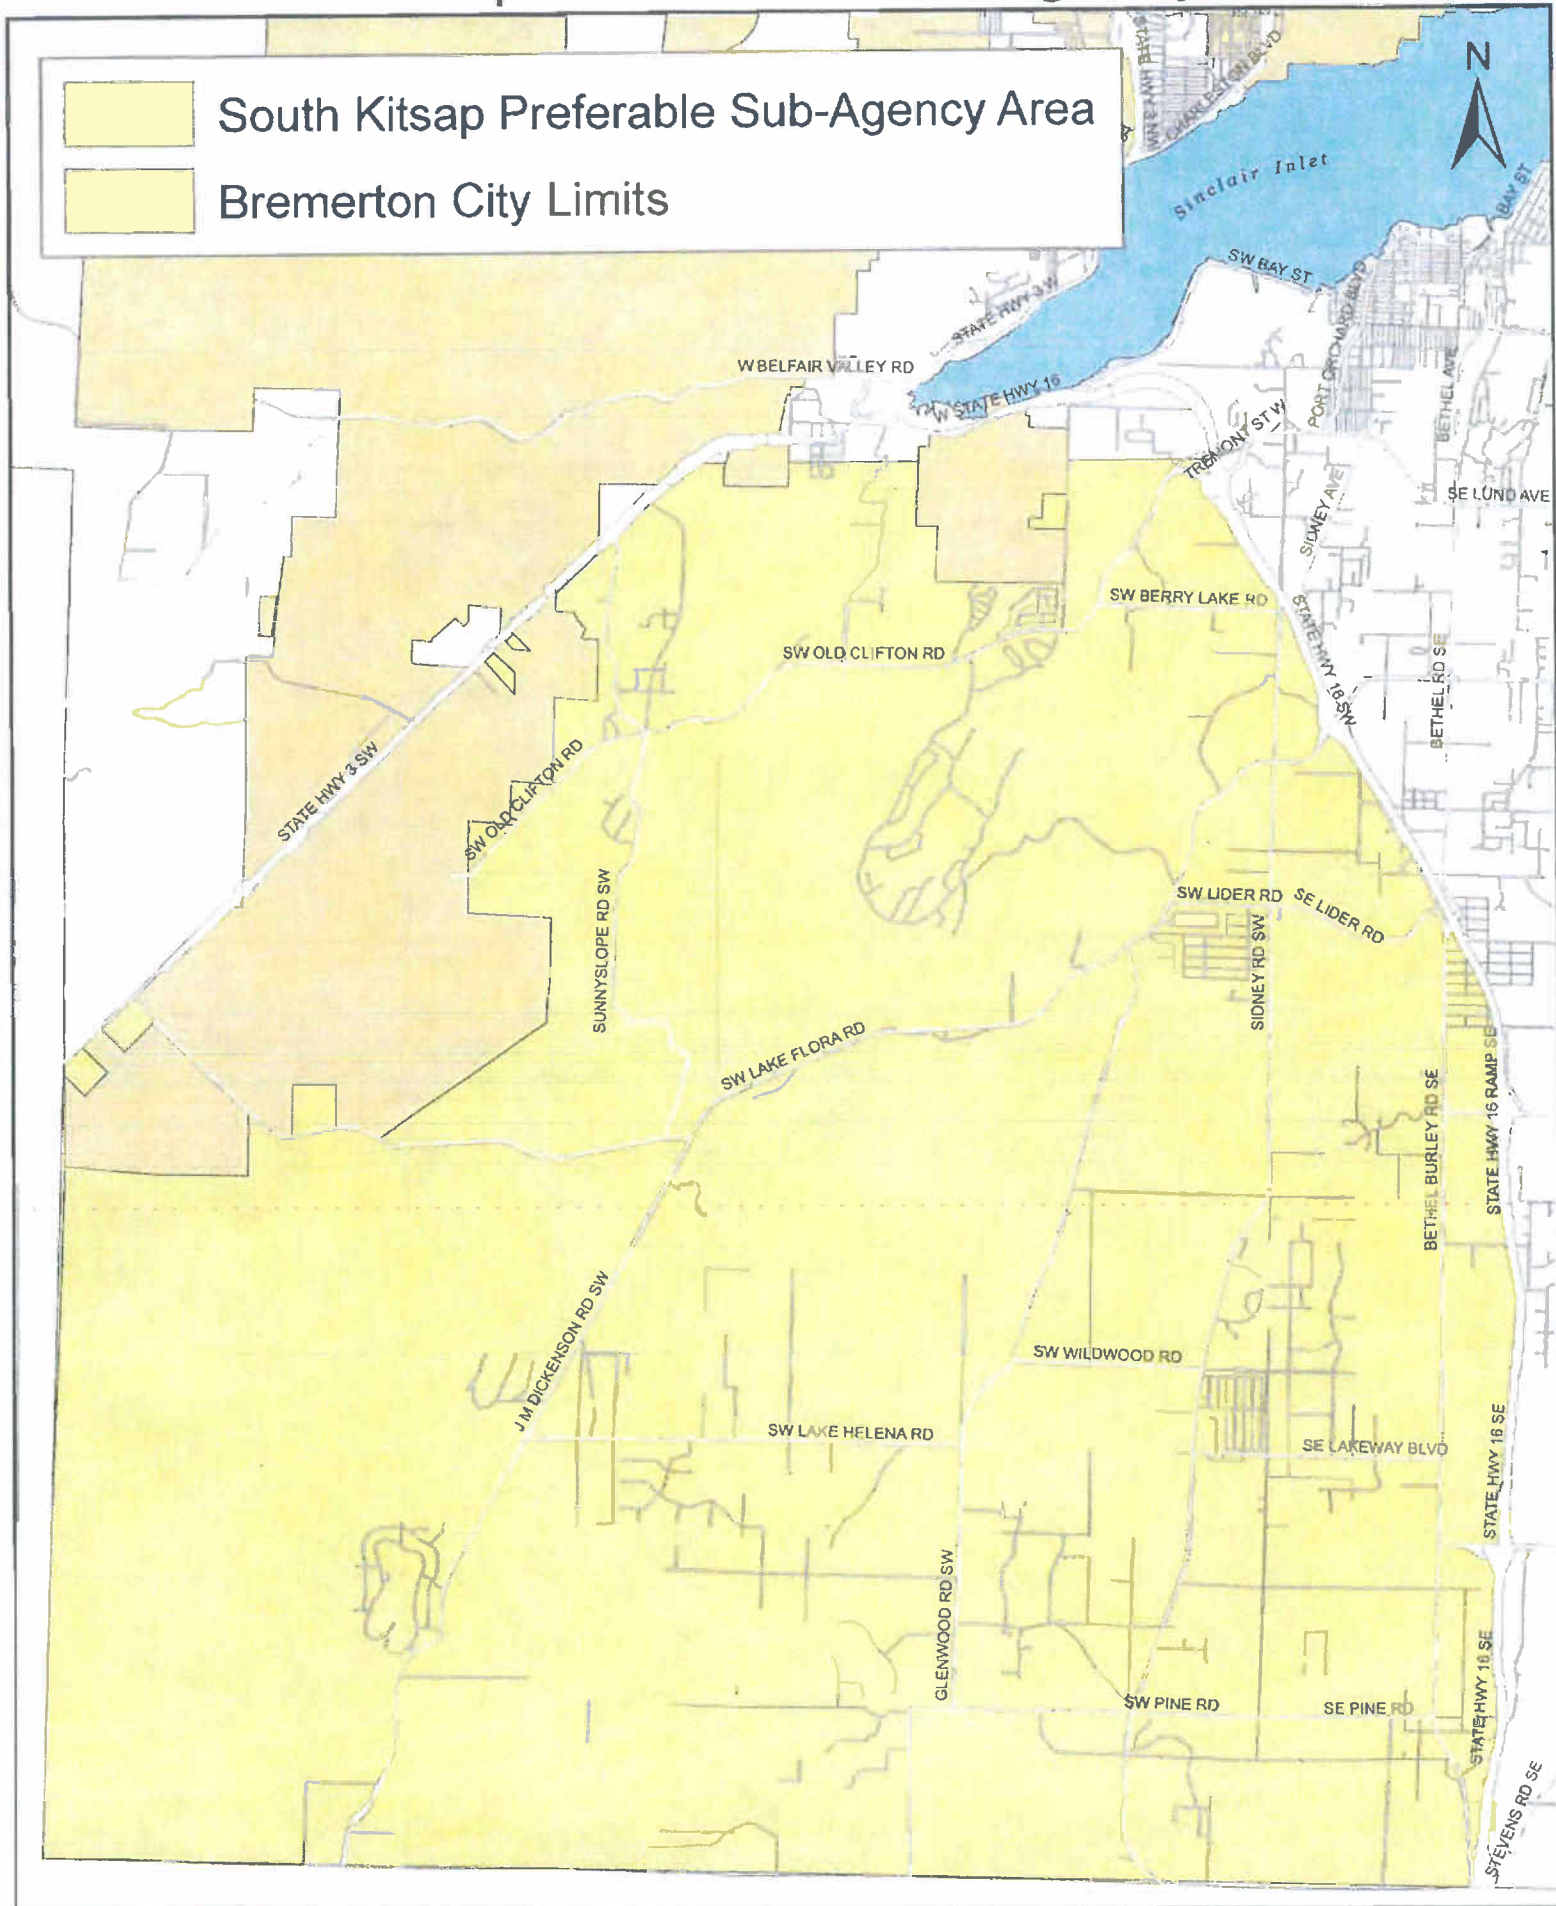 South Kitsap Preferable Sub-Agency Area
Bremerton City Limits
N
CHARLESTON BLVD
Sinclair Inlet
BAY ST
SW BAY ST
STATE HWY 3 W
PORT ORCHARD BLVD
W BELFAIR VALLEY RD
W STATE HWY 16
BETHEL AVE
TREMONT ST W
SE LUND AVE
SIDNEY AVE
SW BERRY LAKE RD
STATE HWY 16 SW
SW OLD CLIFTON RD
BETHEL RD SE
STATE HWY 3 SW
SW OLD CLIFTON RD
SUNNYSLOPE RD SW
SW LIDER RD
SE LIDER RD
SIDNEY RD SW
SW LAKE FLORA RD
STATE HWY 16 RAMP SE
BETHEL BURLEY RD SE
J M DICKENSON RD SW
SW WILDWOOD RD
SW LAKE HELENA RD
SE LAKEWAY BLVD
STATE HWY 16 SE
GLENWOOD RD SW
STATE HWY 16 SE
SW PINE RD
SE PINE RD
STEVENS RD SE